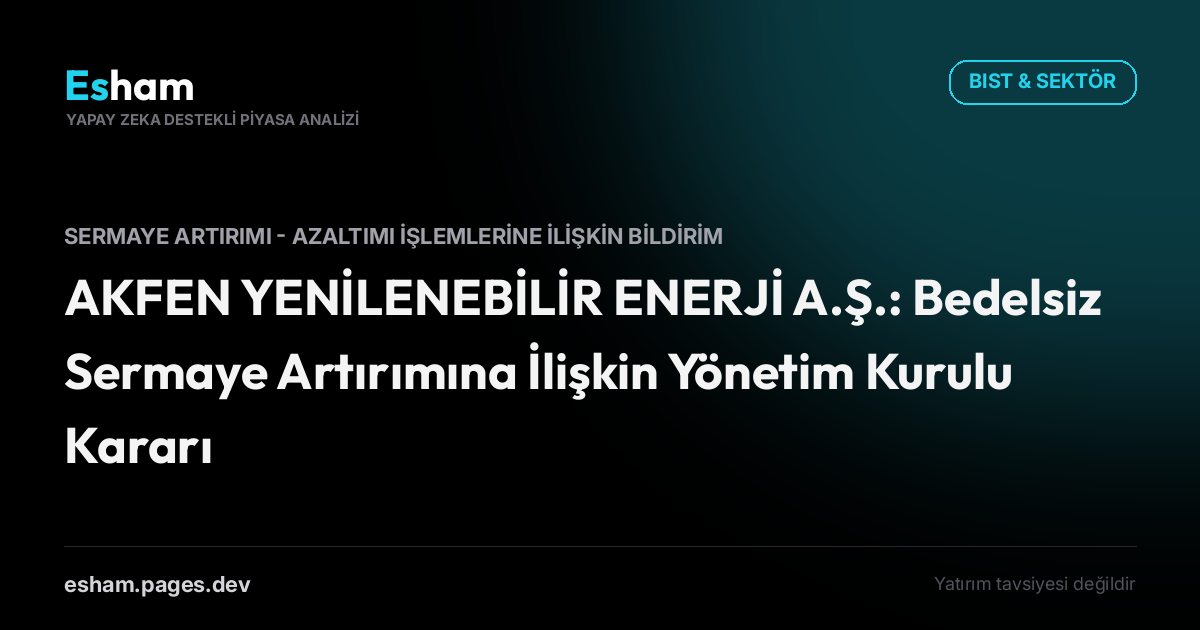 Esham
YAPAY ZEKA DESTEKLİ PİYASA ANALİZİ
BIST & SEKTÖR
SERMAYE ARTIRIMI - AZALTIMI İŞLEMLERİNE İLİŞKİN BİLDİRİM
AKFEN YENİLENEBİLİR ENERJİ A.Ş.: Bedelsiz
Sermaye Artırımına İlişkin Yönetim Kurulu
Kararı
esham.pages.dev
Yatırım tavsiyesi değildir